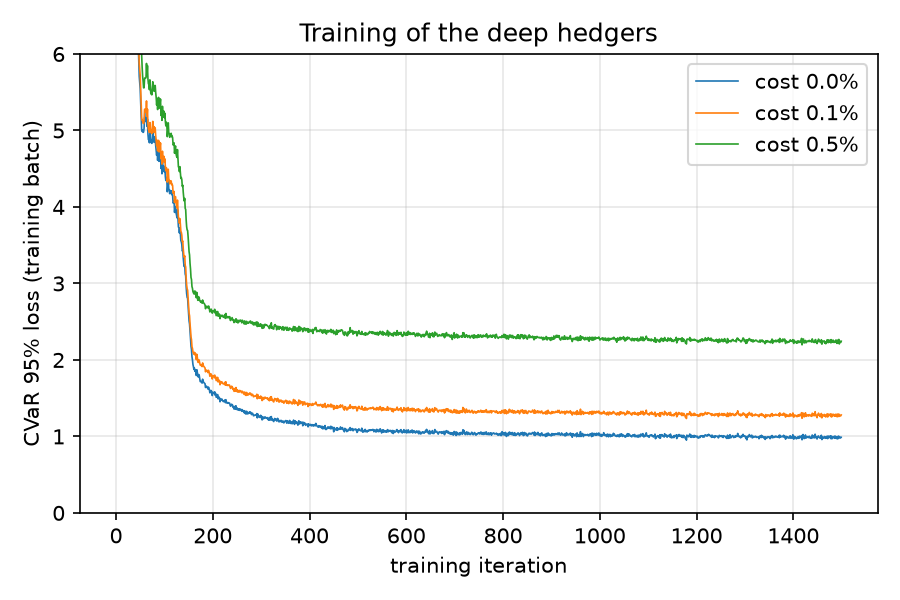 Training of the deep hedgers
cost 0.0%
cost 0.1%
cost 0.5%
CVaR 95% loss (training batch)
6
5
4
3
2
1
0
0 200 400 600 800 1000 1200 1400
training iteration